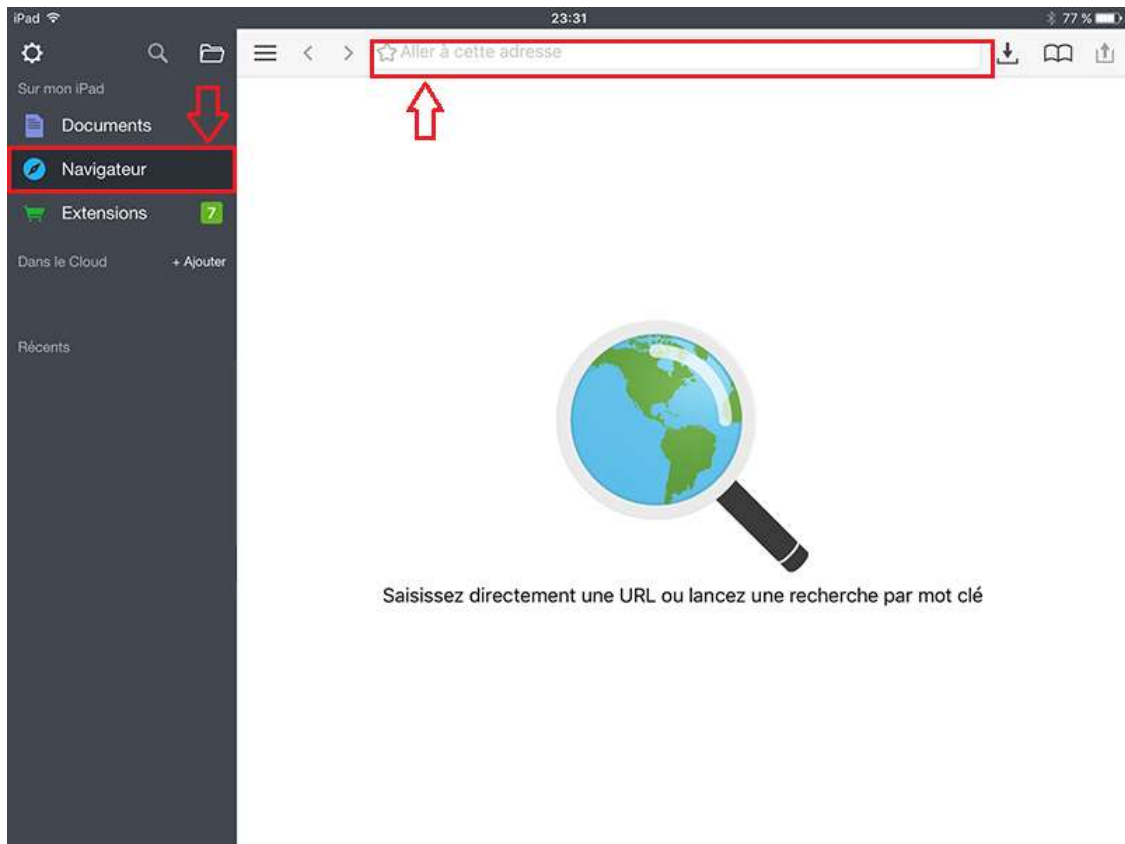 iPad 23:31 77 %
Aller à cette adresse
Sur mon iPad
Documents
Navigateur
Extensions 7
Dans le Cloud + Ajouter
Récents
Saisissez directement une URL ou lancez une recherche par mot clé